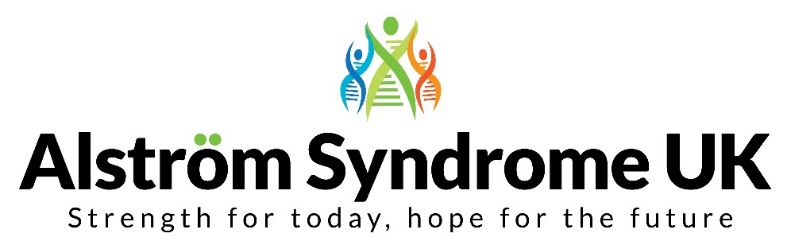 Alström Syndrome UK
Strength for today, hope for the future